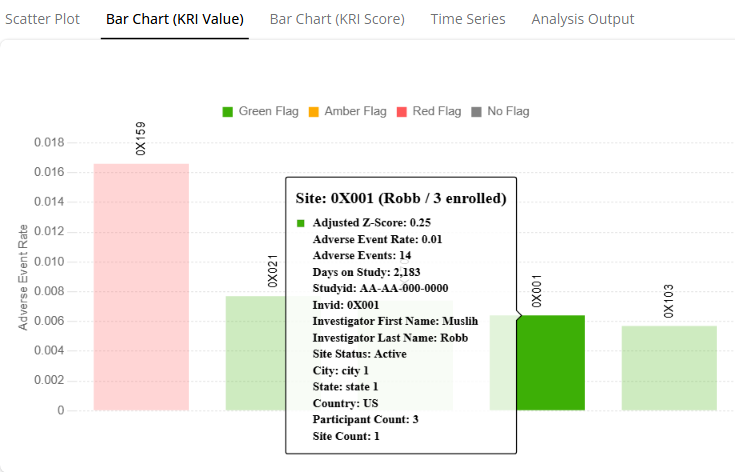 Scatter Plot Bar Chart (KRI Value) Bar Chart (KRI Score) Time Series Analysis Output
Green Flag Amber Flag Red Flag No Flag
Adverse Event Rate
0.018
0.016
0.014
0.012
0.010
0.008
0.006
0.004
0.002
0
0X159
0X021
0X001
0X103
Site: 0X001 (Robb / 3 enrolled)
Adjusted Z-Score: 0.25
Adverse Event Rate: 0.01
Adverse Events: 14
Days on Study: 2,183
Studyid: AA-AA-000-0000
Invid: 0X001
Investigator First Name: Muslih
Investigator Last Name: Robb
Site Status: Active
City: city 1
State: state 1
Country: US
Participant Count: 3
Site Count: 1